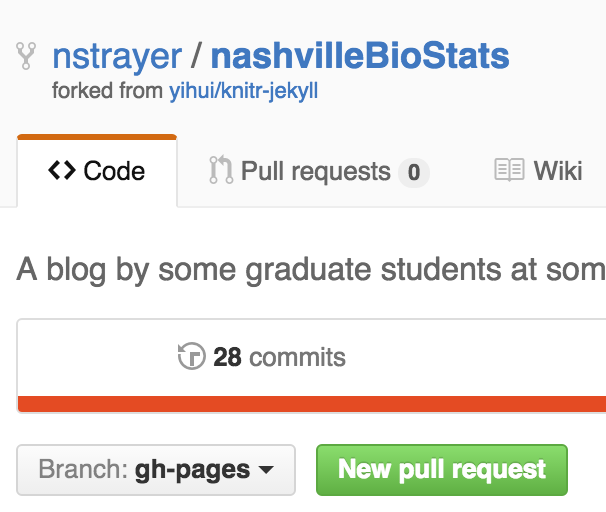 nstrayer / nashvilleBioStats
forked from yihui/knitr-jekyll
Code Pull requests 0 Wiki
A blog by some graduate students at som
28 commits
Branch: gh-pages New pull request